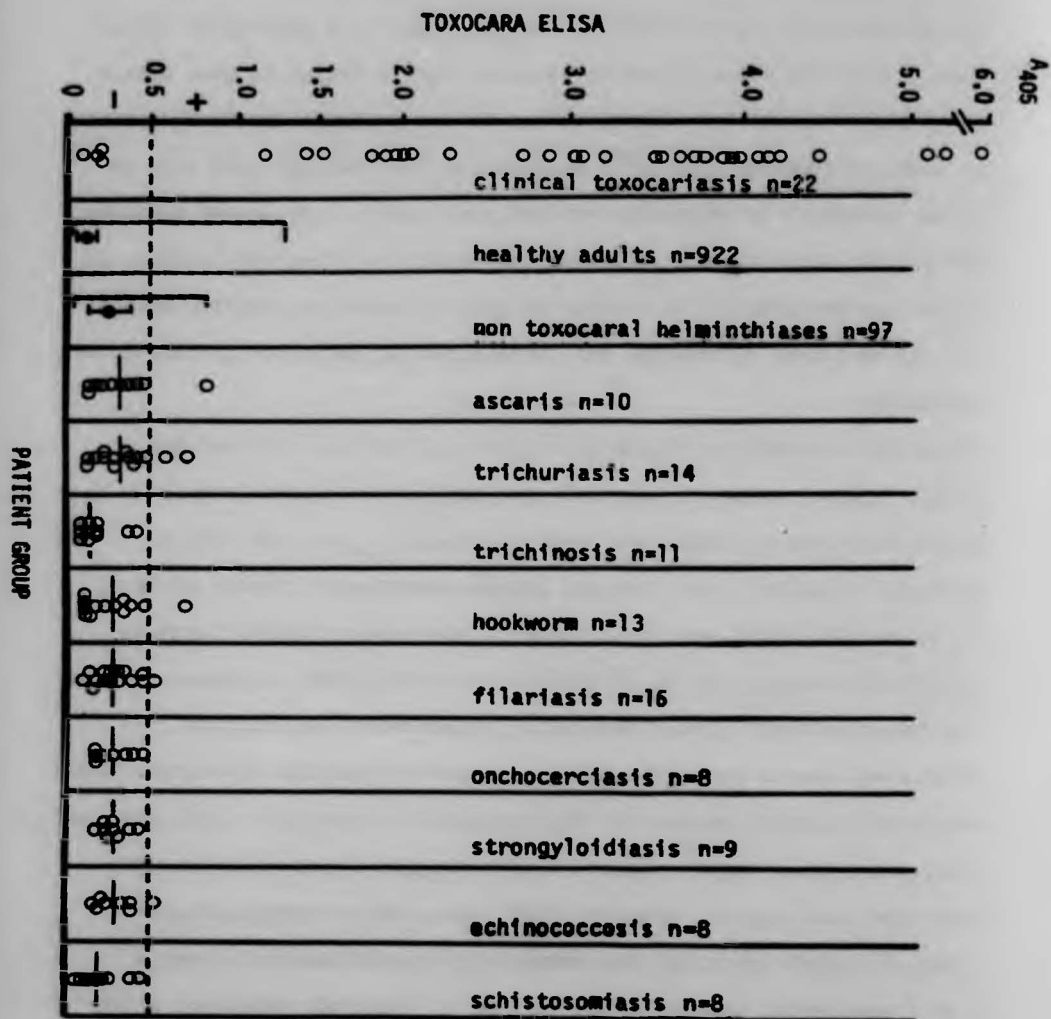 TOXOCARA ELISA
A405
0 0.5 1.0 1.5 2.0 3.0 4.0 5.0 6.0
- +
clinical toxocariasis n=22
healthy adults n=922
non toxocaral helminthiases n=97
ascaris n=10
trichuriasis n=14
trichinosis n=11
hookworm n=13
filariasis n=16
onchocerciasis n=8
strongyloidiasis n=9
echinococcosis n=8
schistosomiasis n=8
PATIENT GROUP